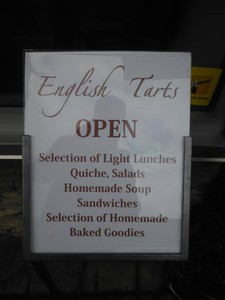 English Tarts
OPEN
Selection of Light Lunches
Quiche, Salads
Homemade Soup
Sandwiches
Selection of Homemade
Baked Goodies